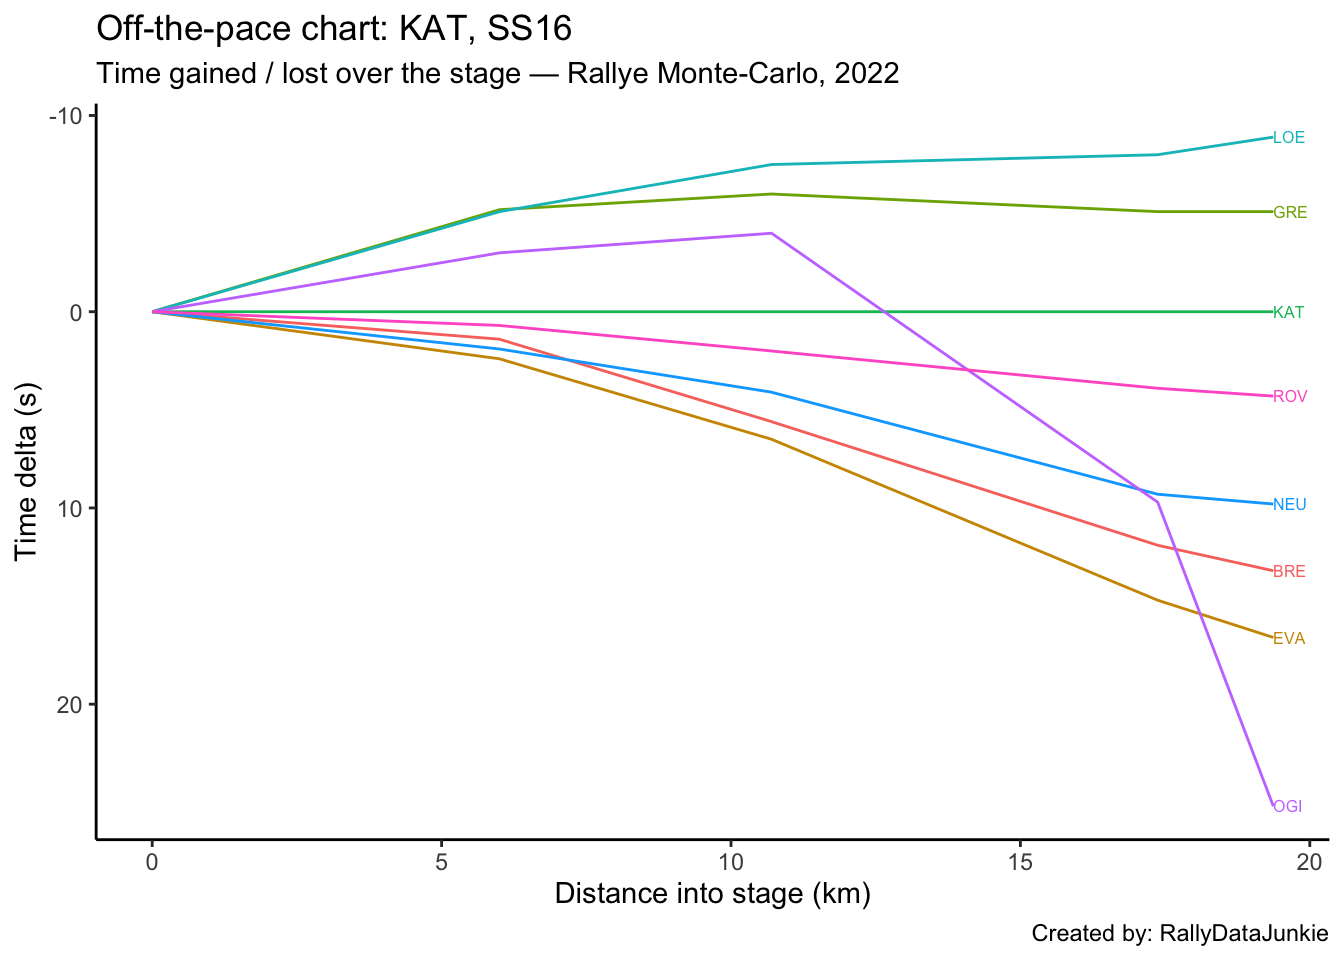 Off-the-pace chart: KAT, SS16
Time gained / lost over the stage — Rallye Monte-Carlo, 2022
-10
0
10
20
Time delta (s)
LOE
GRE
KAT
ROV
NEU
BRE
EVA
OGI
0 5 10 15 20
Distance into stage (km)
Created by: RallyDataJunkie